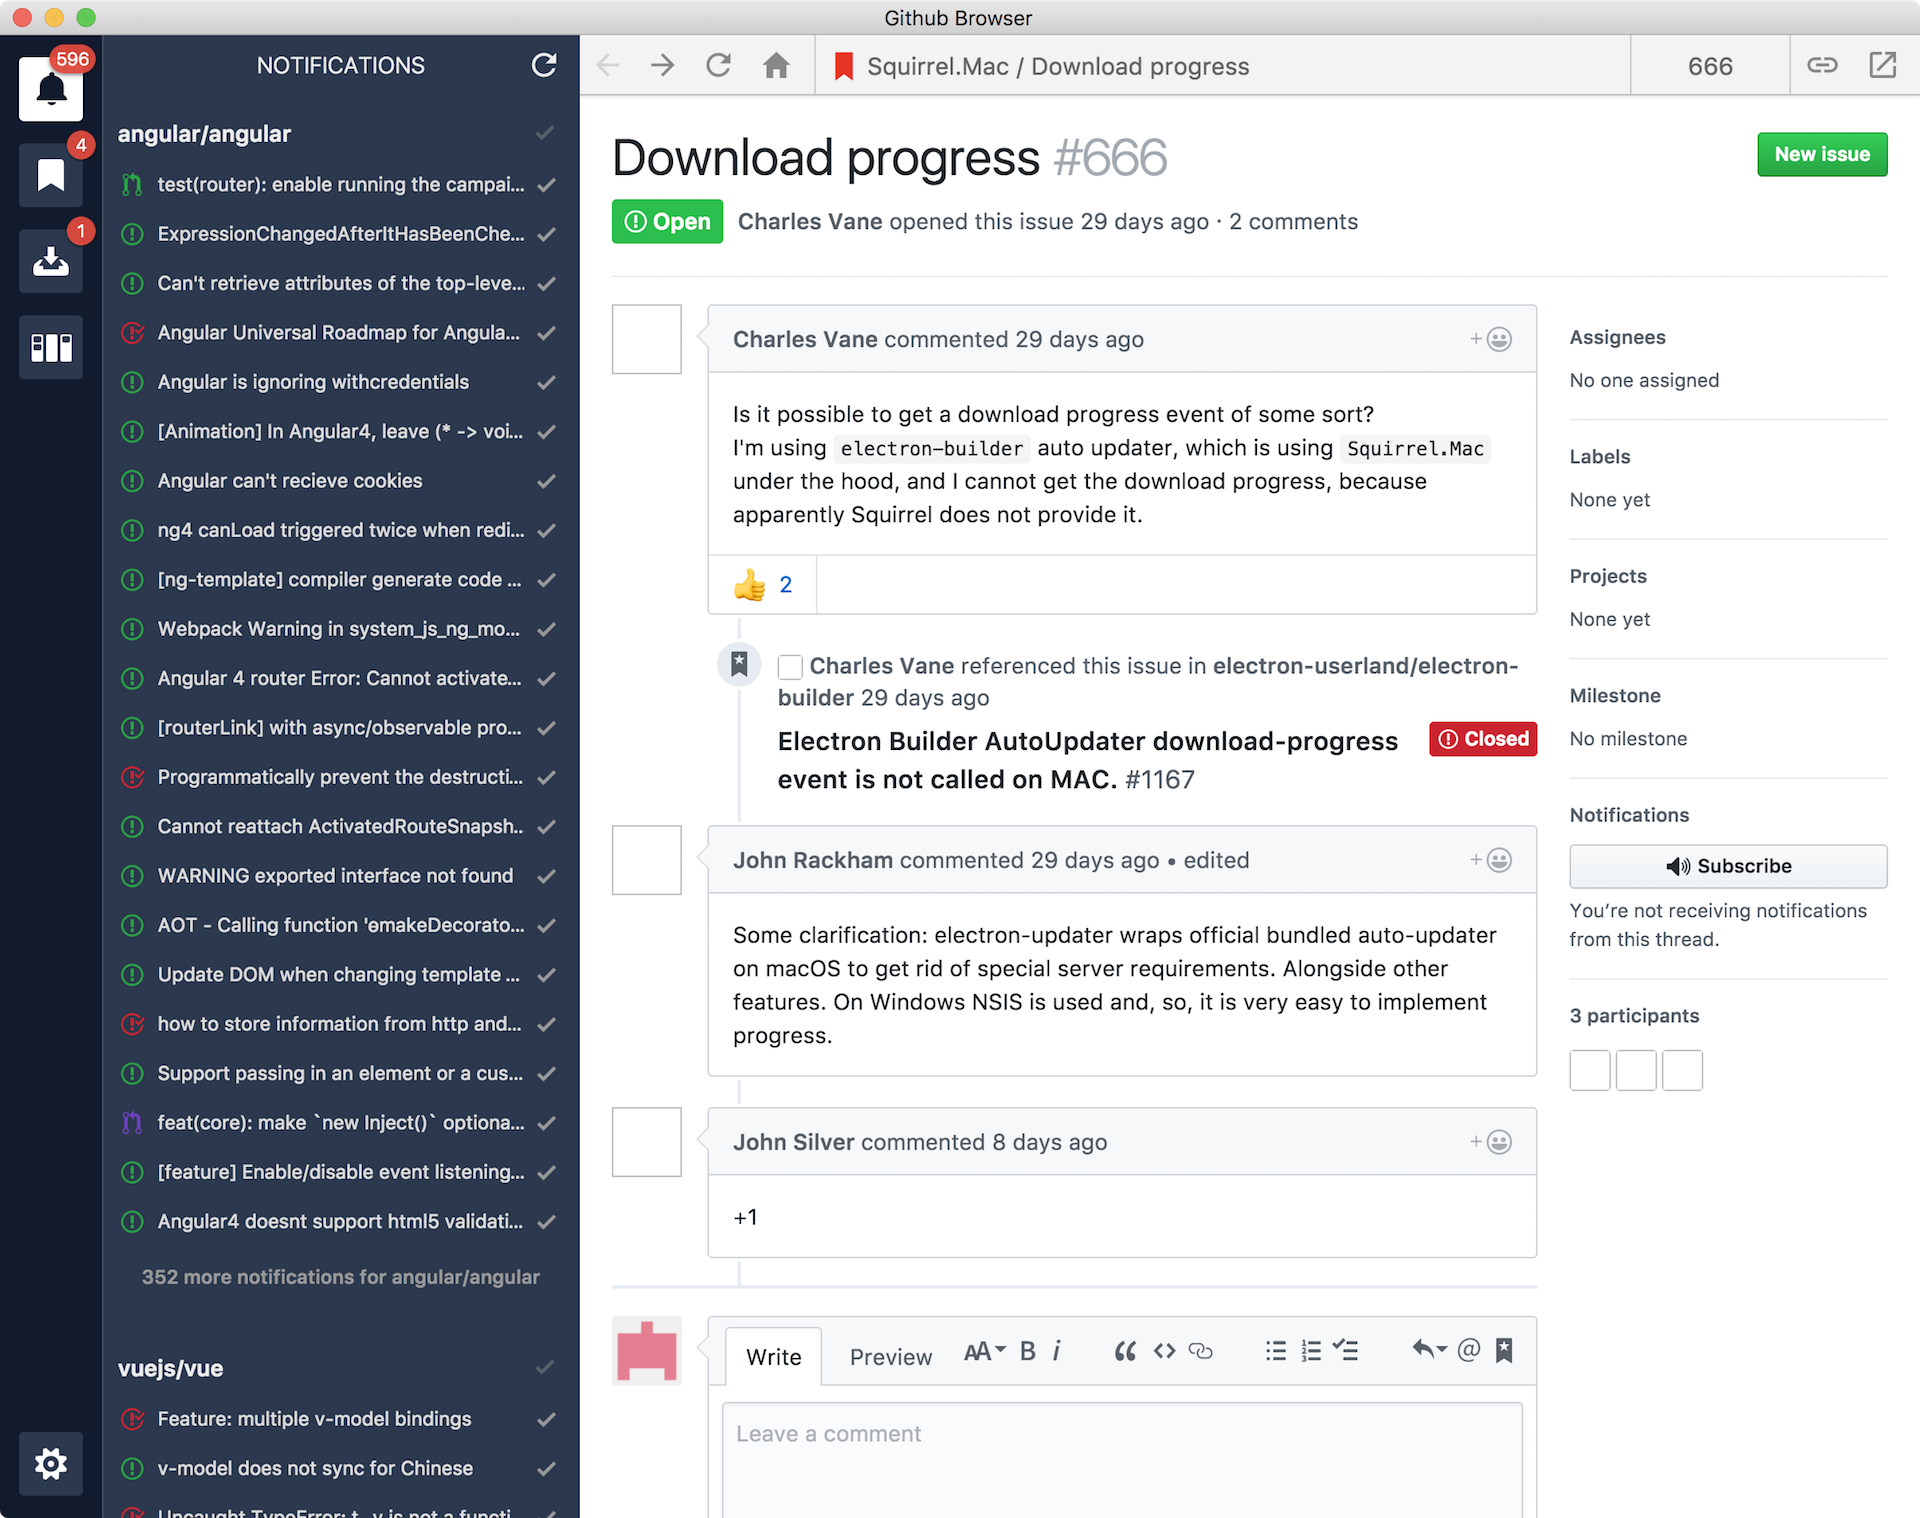 Github Browser
596
4
1
NOTIFICATIONS
angular/angular
test(router): enable running the campai...
ExpressionChangedAfterItHasBeenChe...
Can't retrieve attributes of the top-leve...
Angular Universal Roadmap for Angula...
Angular is ignoring withcredentials
[Animation] In Angular4, leave (* -> voi...
Angular can't recieve cookies
ng4 canLoad triggered twice when redi...
[ng-template] compiler generate code ...
Webpack Warning in system_js_ng_mo...
Angular 4 router Error: Cannot activate...
[routerLink] with async/observable pro...
Programmatically prevent the destructi...
Cannot reattach ActivatedRouteSnapsh...
WARNING exported interface not found
AOT - Calling function 'ɵmakeDecorato...
Update DOM when changing template ...
how to store information from http and...
Support passing in an element or a cus...
feat(core): make `new Inject()` optiona...
[feature] Enable/disable event listening...
Angular4 doesnt support html5 validati...
352 more notifications for angular/angular
vuejs/vue
Feature: multiple v-model bindings
v-model does not sync for Chinese
Uncaught TypeError: t._v is not a functi...
Squirrel.Mac / Download progress
666
Download progress #666
New issue
Open
Charles Vane opened this issue 29 days ago · 2 comments
Charles Vane commented 29 days ago
+
Is it possible to get a download progress event of some sort?
I'm using electron-builder auto updater, which is using Squirrel.Mac
under the hood, and I cannot get the download progress, because
apparently Squirrel does not provide it.
👍 2
Charles Vane referenced this issue in electron-userland/electron-
builder 29 days ago
Electron Builder AutoUpdater download-progress
event is not called on MAC. #1167
Closed
John Rackham commented 29 days ago • edited
+
Some clarification: electron-updater wraps official bundled auto-updater
on macOS to get rid of special server requirements. Alongside other
features. On Windows NSIS is used and, so, it is very easy to implement
progress.
John Silver commented 8 days ago
+
+1
Write
Preview
AA B i
“ <> @
Leave a comment
Assignees
No one assigned
Labels
None yet
Projects
None yet
Milestone
No milestone
Notifications
Subscribe
You’re not receiving notifications
from this thread.
3 participants